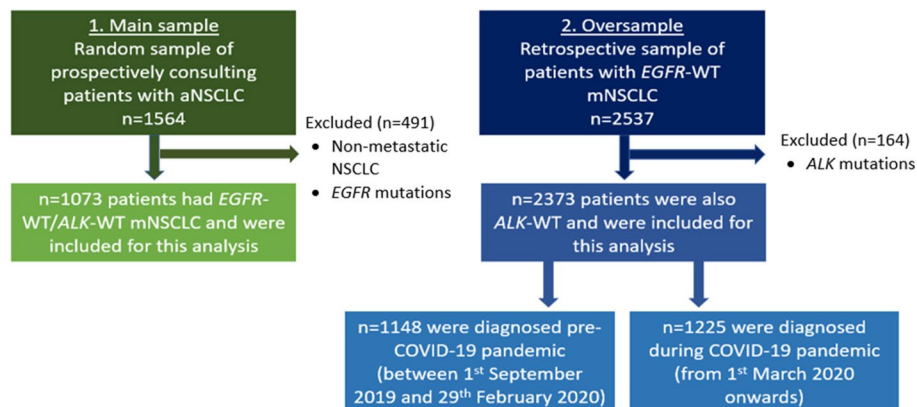 1. Main sample
Random sample of
prospectively consulting
patients with aNSCLC
n=1564
Excluded (n=491)
• Non-metastatic
NSCLC
• EGFR mutations
n=1073 patients had EGFR-
WT/ALK-WT mNSCLC and were
included for this analysis
2. Oversample
Retrospective sample of
patients with EGFR-WT
mNSCLC
n=2537
Excluded (n=164)
• ALK mutations
n=2373 patients were also
ALK-WT and were included for
this analysis
n=1148 were diagnosed pre-
COVID-19 pandemic
(between 1st September
2019 and 29th February 2020)
n=1225 were diagnosed
during COVID-19 pandemic
(from 1st March 2020
onwards)